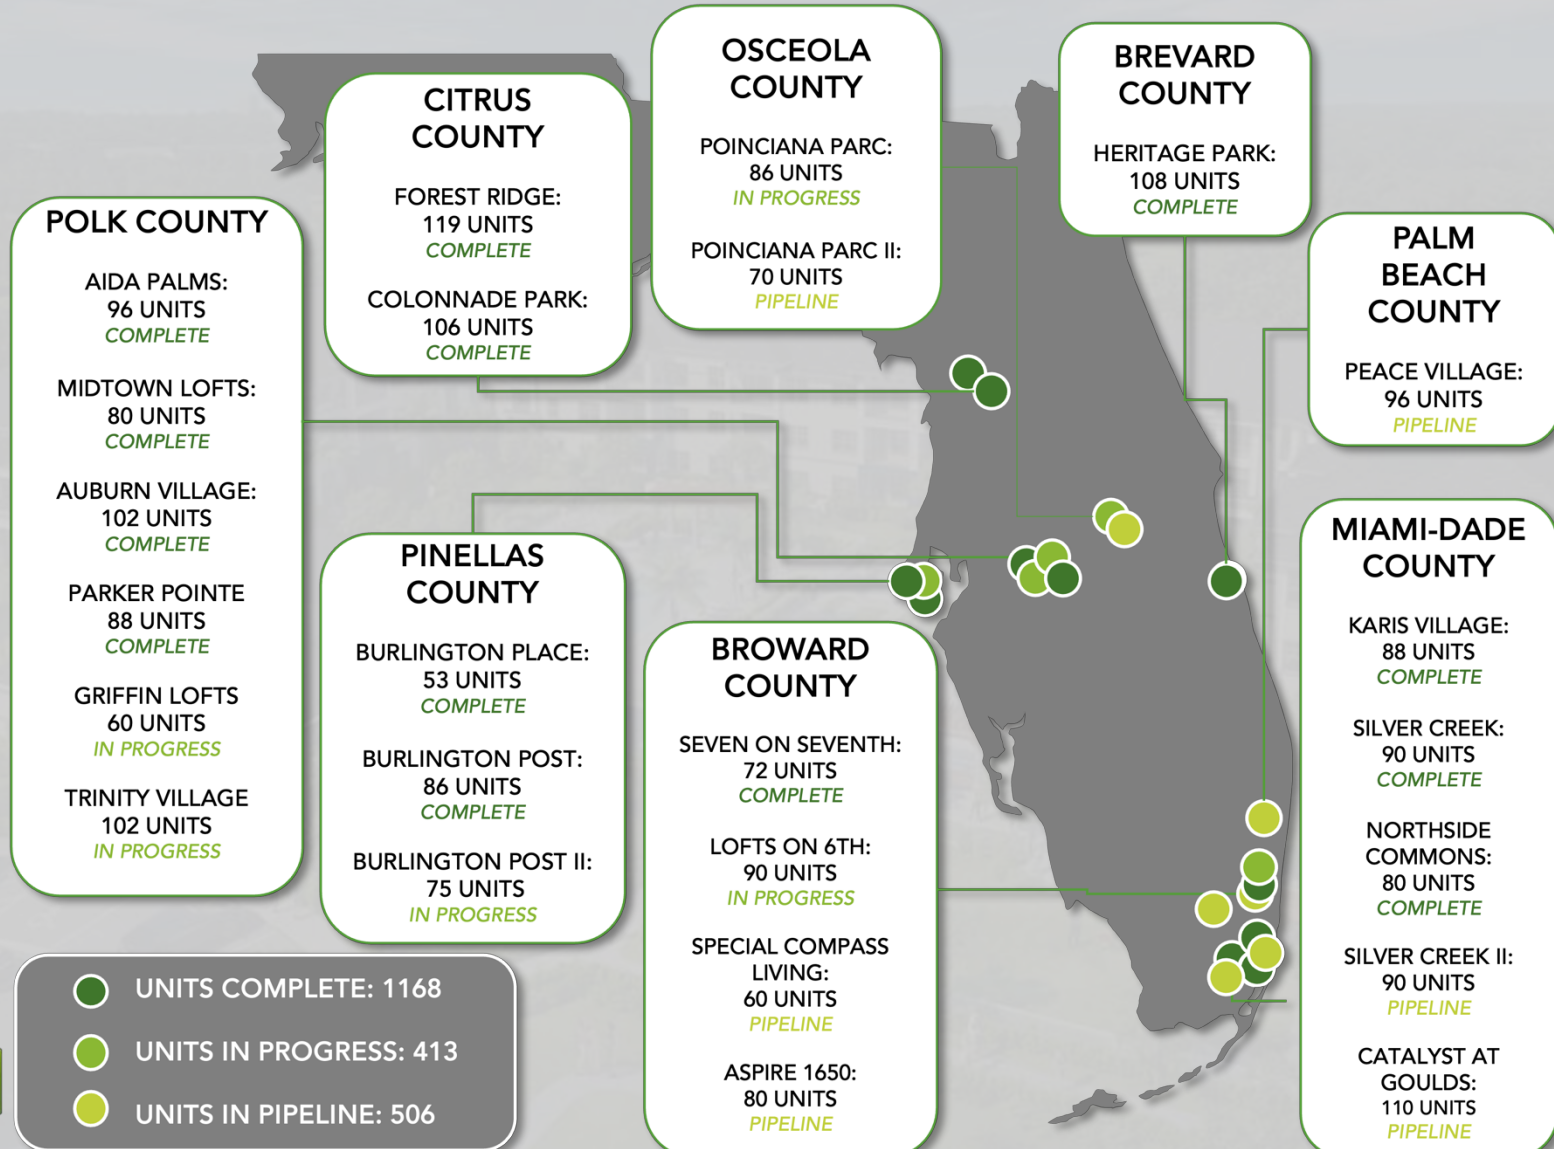 POLK COUNTY
AIDA PALMS:
96 UNITS
COMPLETE
MIDTOWN LOFTS:
80 UNITS
COMPLETE
AUBURN VILLAGE:
102 UNITS
COMPLETE
PARKER POINTE
88 UNITS
COMPLETE
GRIFFIN LOFTS
60 UNITS
IN PROGRESS
TRINITY VILLAGE
102 UNITS
IN PROGRESS
CITRUS
COUNTY
FOREST RIDGE:
119 UNITS
COMPLETE
COLONNADE PARK:
106 UNITS
COMPLETE
OSCEOLA
COUNTY
POINCIANA PARC:
86 UNITS
IN PROGRESS
POINCIANA PARC II:
70 UNITS
PIPELINE
BREVARD
COUNTY
HERITAGE PARK:
108 UNITS
COMPLETE
PALM
BEACH
COUNTY
PEACE VILLAGE:
96 UNITS
PIPELINE
PINELLAS
COUNTY
BURLINGTON PLACE:
53 UNITS
COMPLETE
BURLINGTON POST:
86 UNITS
COMPLETE
BURLINGTON POST II:
75 UNITS
IN PROGRESS
BROWARD
COUNTY
SEVEN ON SEVENTH:
72 UNITS
COMPLETE
LOFTS ON 6TH:
90 UNITS
IN PROGRESS
SPECIAL COMPASS
LIVING:
60 UNITS
PIPELINE
ASPIRE 1650:
80 UNITS
PIPELINE
MIAMI-DADE
COUNTY
KARIS VILLAGE:
88 UNITS
COMPLETE
SILVER CREEK:
90 UNITS
COMPLETE
NORTHSIDE
COMMONS:
80 UNITS
COMPLETE
SILVER CREEK II:
90 UNITS
PIPELINE
CATALYST AT
GOULDS:
110 UNITS
PIPELINE
UNITS COMPLETE: 1168
UNITS IN PROGRESS: 413
UNITS IN PIPELINE: 506